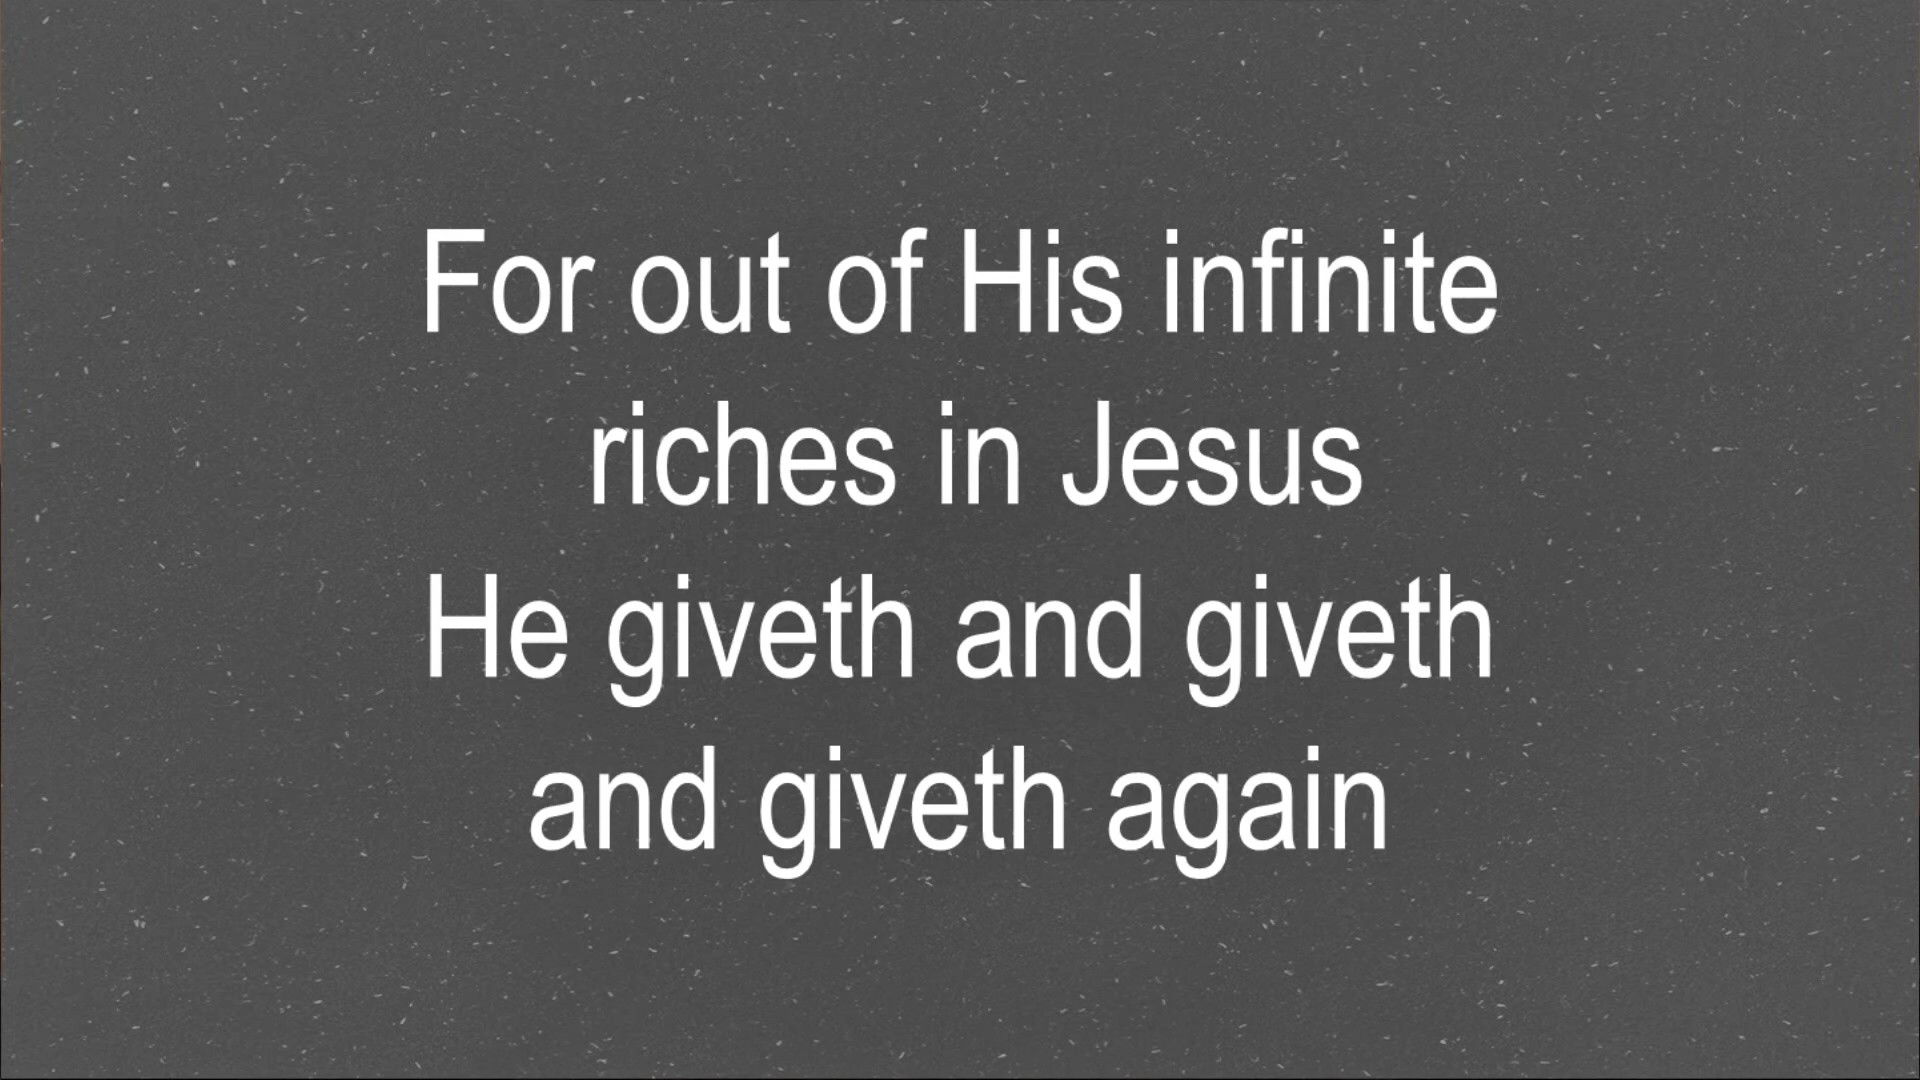 For out of His infinite
riches in Jesus
He giveth and giveth
and giveth again